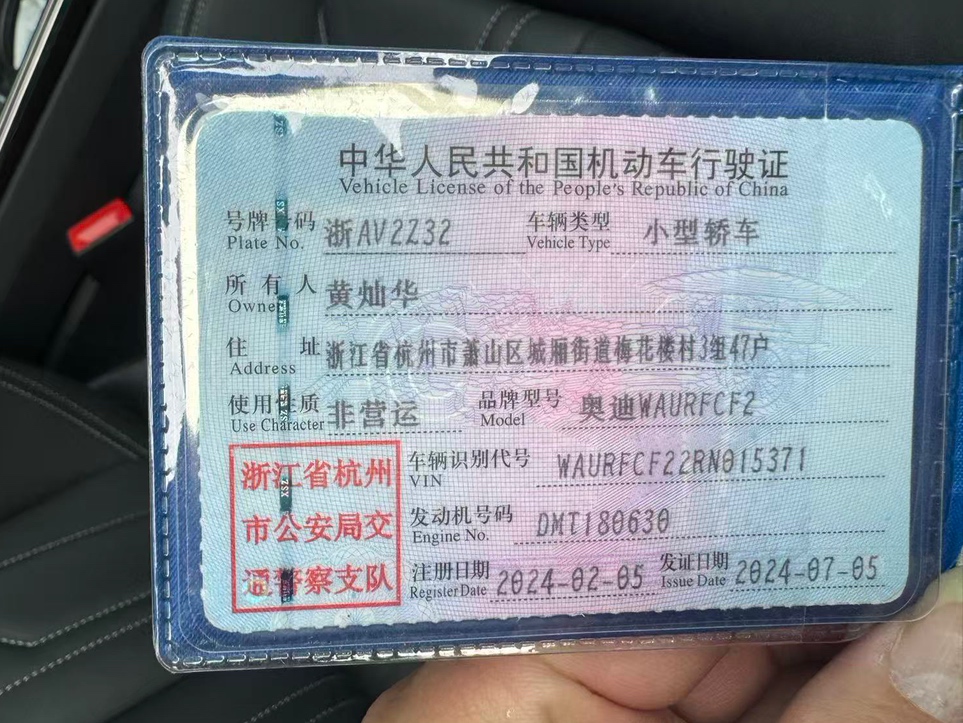 中华人民共和国机动车行驶证
Vehicle License of the People's Republic of China
号牌号码 浙AV2Z32 车辆类型 小型轿车
Plate No. Vehicle Type
所有人 黄灿华
Owner
住址 浙江省杭州市萧山区城厢街道梅花楼村3组47户
Address
使用性质 非营运 品牌型号 奥迪WAURFCF2
Use Character Model
浙江省杭州 车辆识别代号 WAURFCF22RN015371
VIN
市公安局交 发动机号码 DMT180630
Engine No.
通警察支队 注册日期 2024-02-05 发证日期 2024-07-05
Register Date Issue Date